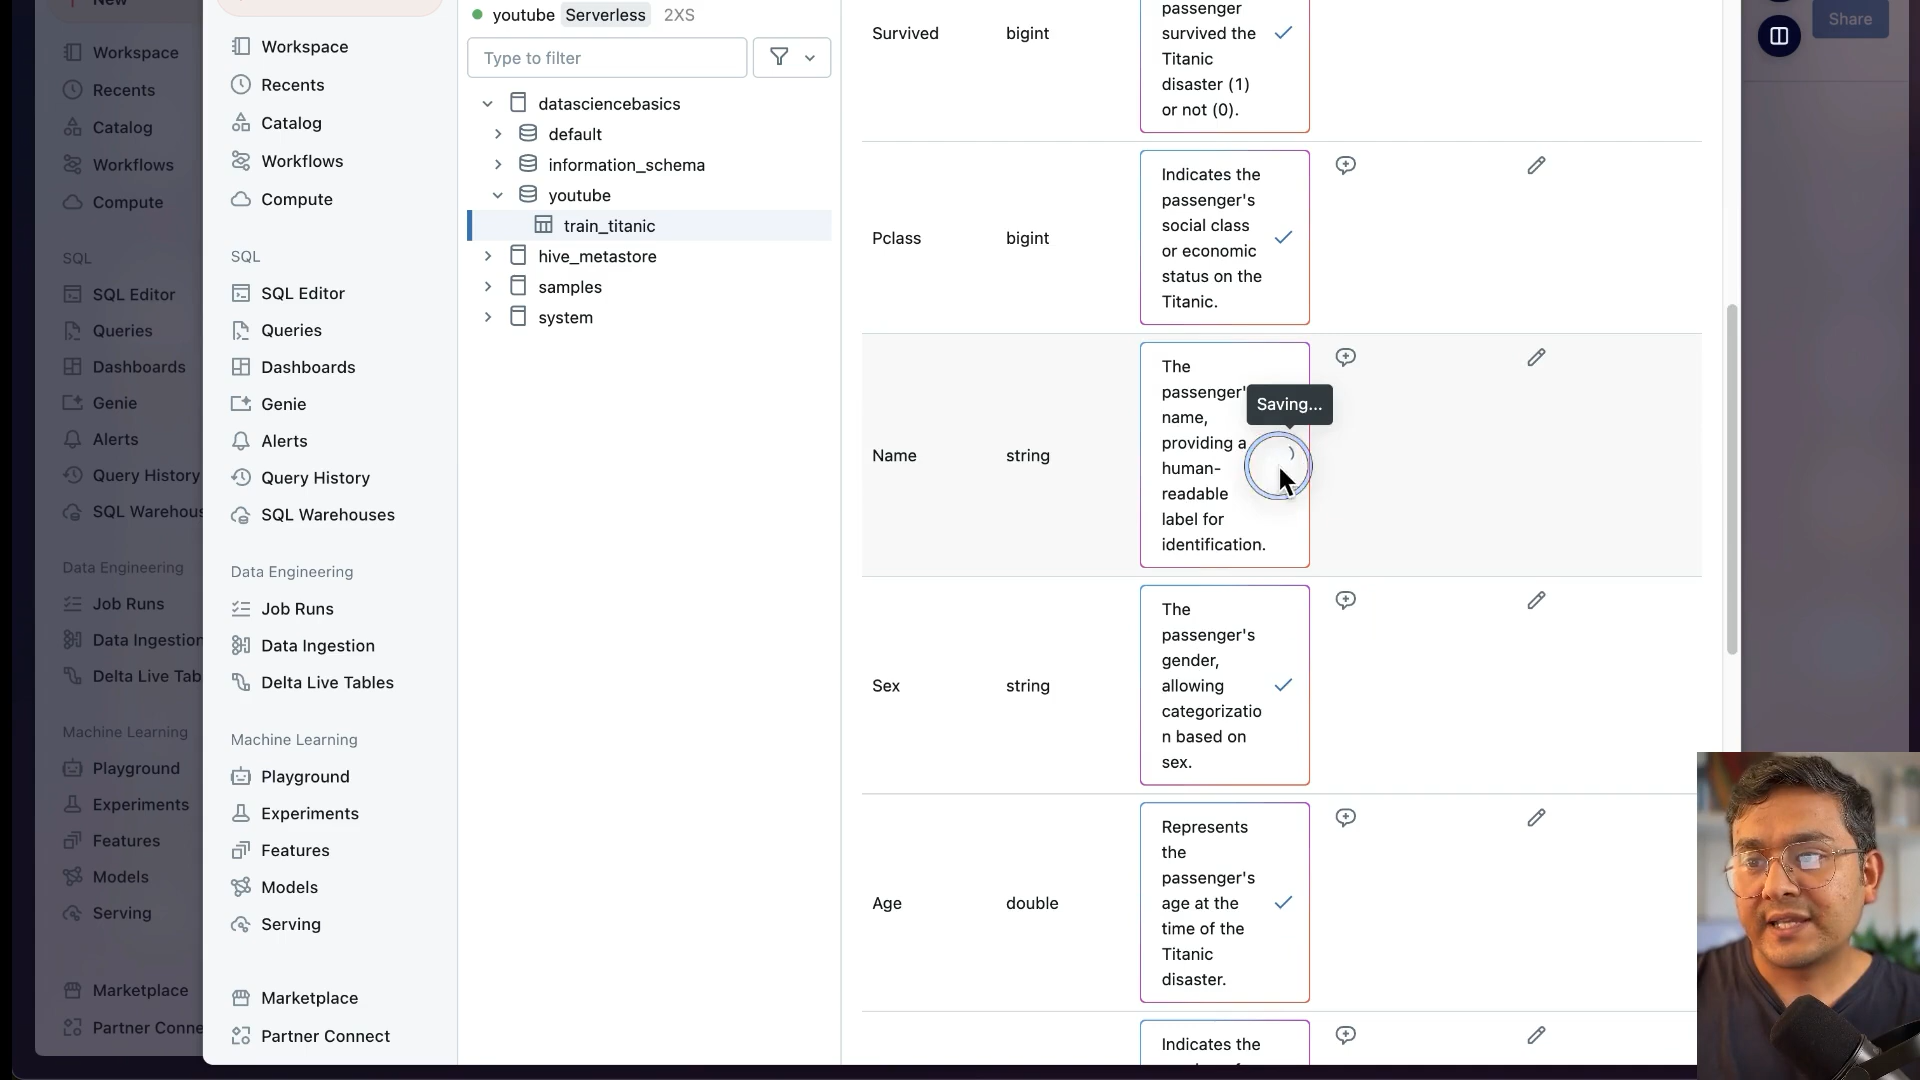 New
Workspace
Recents
Catalog
Workflows
Compute
SQL
SQL Editor
Queries
Dashboards
Genie
Alerts
Query History
SQL Warehous
Data Engineering
Job Runs
Data Ingestion
Delta Live Tab
Machine Learning
Playground
Experiments
Features
Models
Serving
Marketplace
Partner Conne
Workspace
Recents
Catalog
Workflows
Compute
SQL
SQL Editor
Queries
Dashboards
Genie
Alerts
Query History
SQL Warehouses
Data Engineering
Job Runs
Data Ingestion
Delta Live Tables
Machine Learning
Playground
Experiments
Features
Models
Serving
Marketplace
Partner Connect
youtube Serverless 2XS
Type to filter
datasciencebasics
default
information_schema
youtube
train_titanic
hive_metastore
samples
system
Survived
bigint
passenger
survived the
Titanic
disaster (1)
or not (0).
Pclass
bigint
Indicates the
passenger's
social class
or economic
status on the
Titanic.
Name
string
The
passenger'
name,
providing a
human-
readable
label for
identification.
Saving...
Sex
string
The
passenger's
gender,
allowing
categorizatio
n based on
sex.
Age
double
Represents
the
passenger's
age at the
time of the
Titanic
disaster.
Indicates the
Share